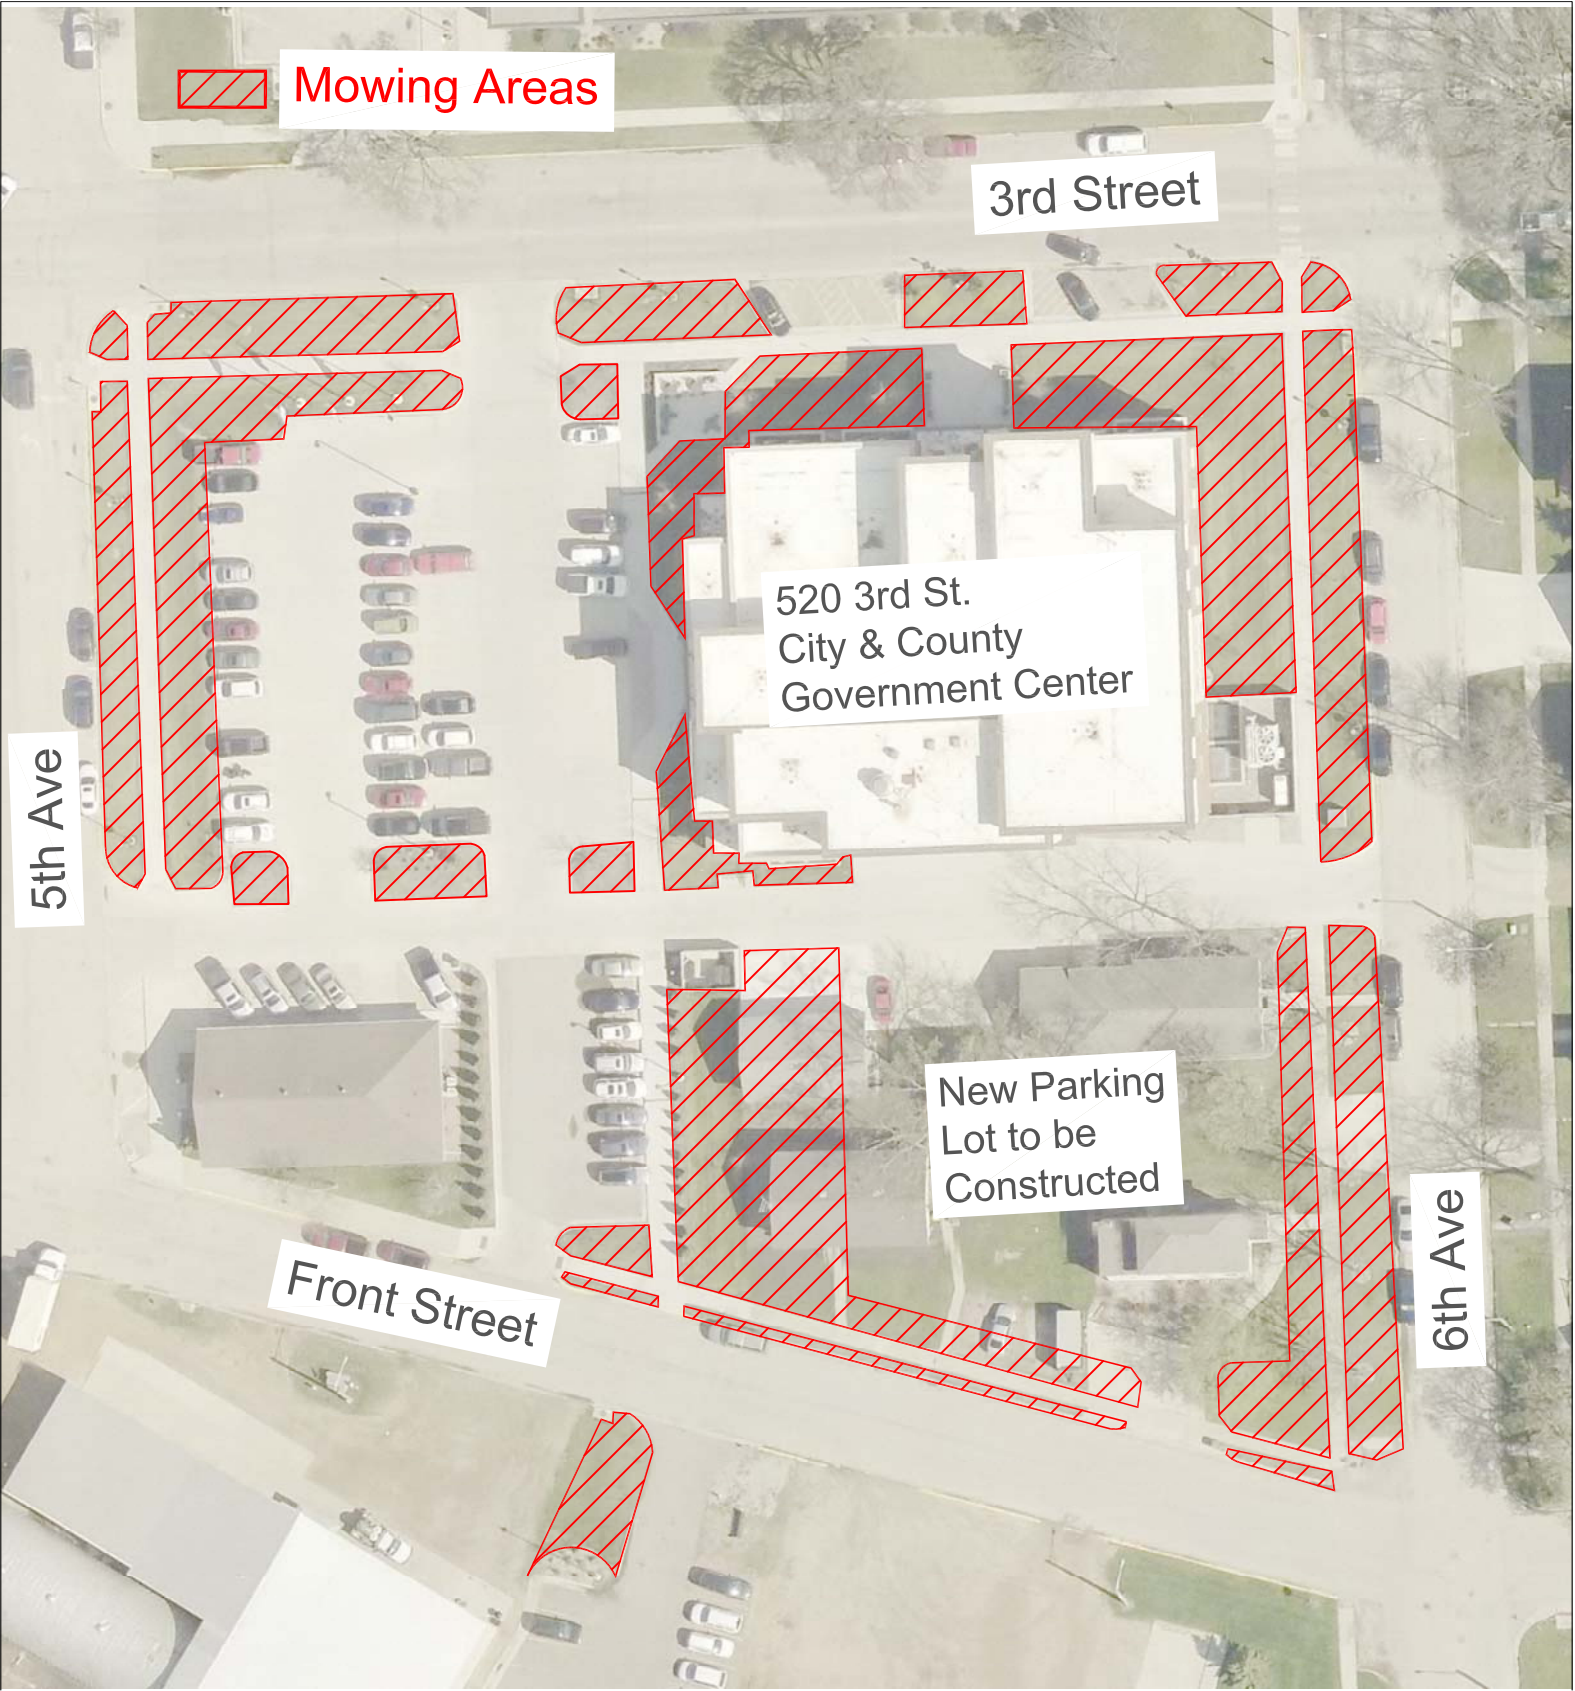 Mowing Areas
3rd Street
520 3rd St.
City & County
Government Center
5th Ave
New Parking
Lot to be
Constructed
6th Ave
Front Street